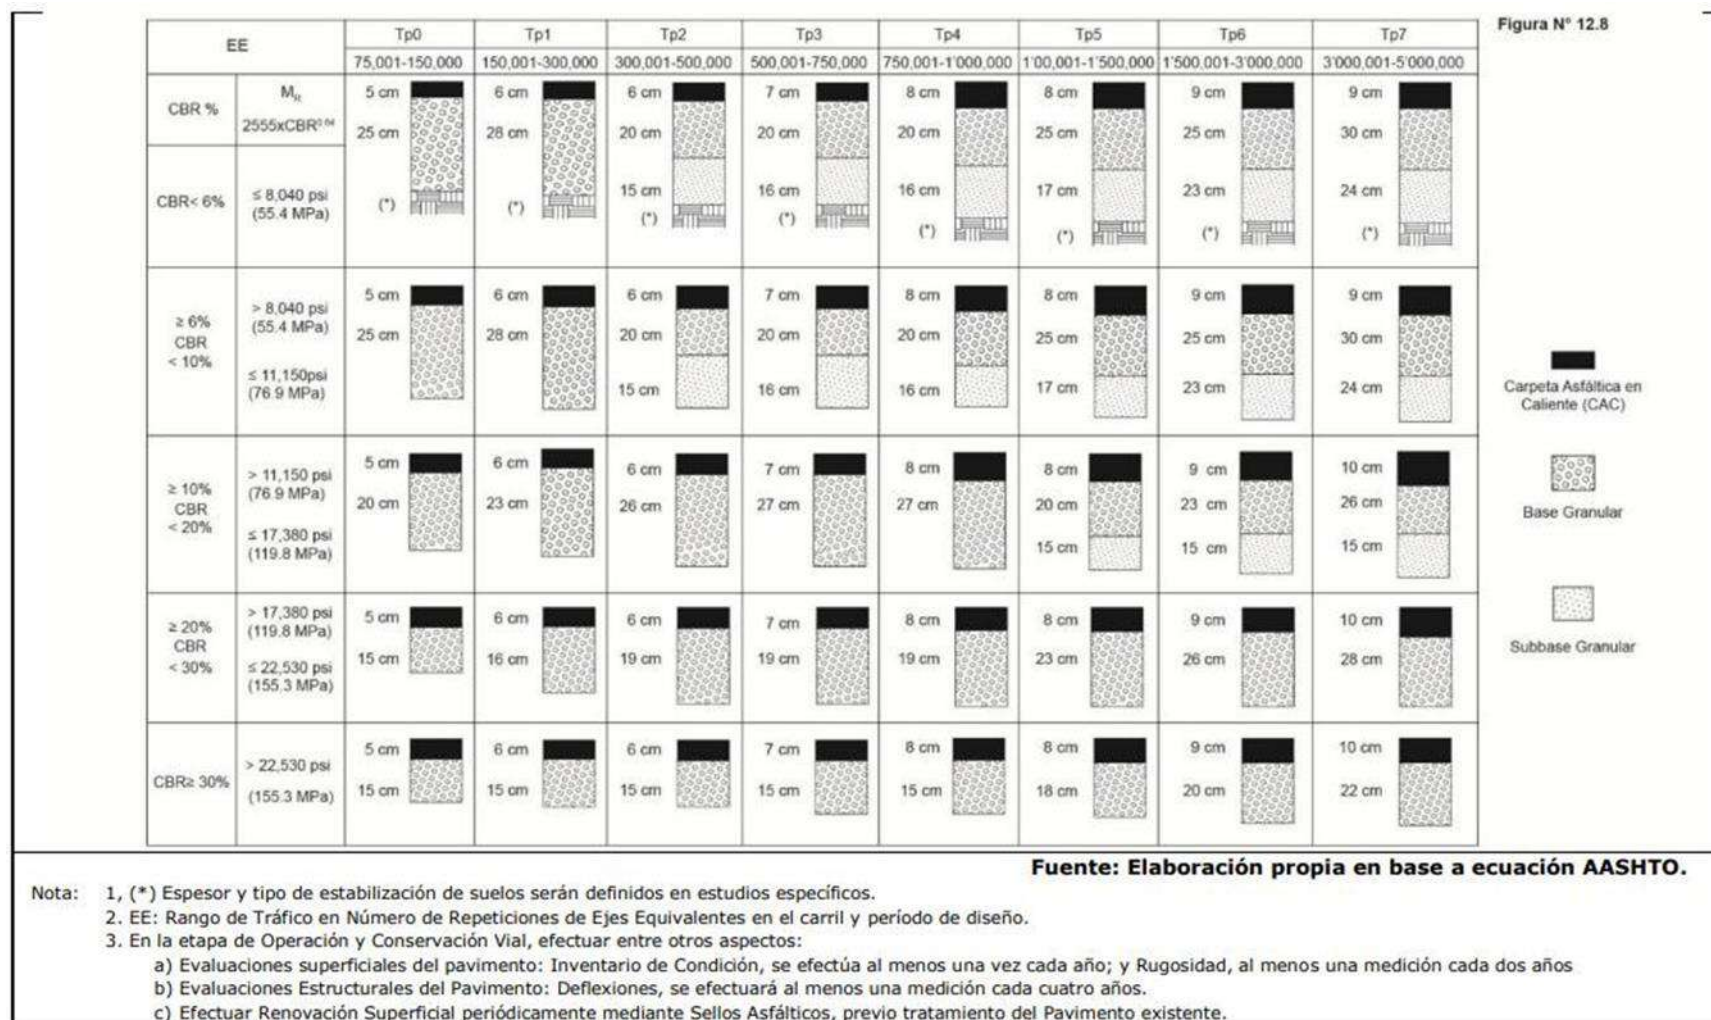 Figura N° 12.8
EE Tp0 Tp1 Tp2 Tp3 Tp4 Tp5 Tp6 Tp7
75,001-150,000 150,001-300,000 300,001-500,000 500,001-750,000 750,001-1'000,000 1'00,001-1'500,000 1'500,001-3'000,000 3'000,001-5'000,000
CBR % M_R 5 cm 6 cm 6 cm 7 cm 8 cm 8 cm 9 cm 9 cm
2555xCBR^0.64 25 cm 28 cm 20 cm 20 cm 20 cm 25 cm 25 cm 30 cm
CBR< 6% ≤ 8,040 psi 15 cm 16 cm 16 cm 17 cm 23 cm 24 cm
(55.4 MPa) (*) (*) (*) (*) (*) (*) (*) (*)
≥ 6% > 8,040 psi 5 cm 6 cm 6 cm 7 cm 8 cm 8 cm 9 cm 9 cm
CBR (55.4 MPa) 25 cm 28 cm 20 cm 20 cm 20 cm 25 cm 25 cm 30 cm
< 10% ≤ 11,150psi 15 cm 16 cm 16 cm 17 cm 23 cm 24 cm
(76.9 MPa)
≥ 10% > 11,150 psi 5 cm 6 cm 6 cm 7 cm 8 cm 8 cm 9 cm 10 cm
CBR (76.9 MPa) 20 cm 23 cm 26 cm 27 cm 27 cm 20 cm 23 cm 26 cm
< 20% ≤ 17,380 psi 15 cm 15 cm 15 cm
(119.8 MPa)
≥ 20% > 17,380 psi 5 cm 6 cm 6 cm 7 cm 8 cm 8 cm 9 cm 10 cm
CBR (119.8 MPa)
< 30% ≤ 22,530 psi 15 cm 16 cm 19 cm 19 cm 19 cm 23 cm 26 cm 28 cm
(155.3 MPa)
CBR≥ 30% > 22,530 psi 5 cm 6 cm 6 cm 7 cm 8 cm 8 cm 9 cm 10 cm
(155.3 MPa) 15 cm 15 cm 15 cm 15 cm 15 cm 18 cm 20 cm 22 cm
Carpeta Asfáltica en
Caliente (CAC)
Base Granular
Subbase Granular
Fuente: Elaboración propia en base a ecuación AASHTO.
Nota: 1, (*) Espesor y tipo de estabilización de suelos serán definidos en estudios específicos.
2. EE: Rango de Tráfico en Número de Repeticiones de Ejes Equivalentes en el carril y período de diseño.
3. En la etapa de Operación y Conservación Vial, efectuar entre otros aspectos:
a) Evaluaciones superficiales del pavimento: Inventario de Condición, se efectúa al menos una vez cada año; y Rugosidad, al menos una medición cada dos años
b) Evaluaciones Estructurales del Pavimento: Deflexiones, se efectuará al menos una medición cada cuatro años.
c) Efectuar Renovación Superficial periódicamente mediante Sellos Asfálticos, previo tratamiento del Pavimento existente.